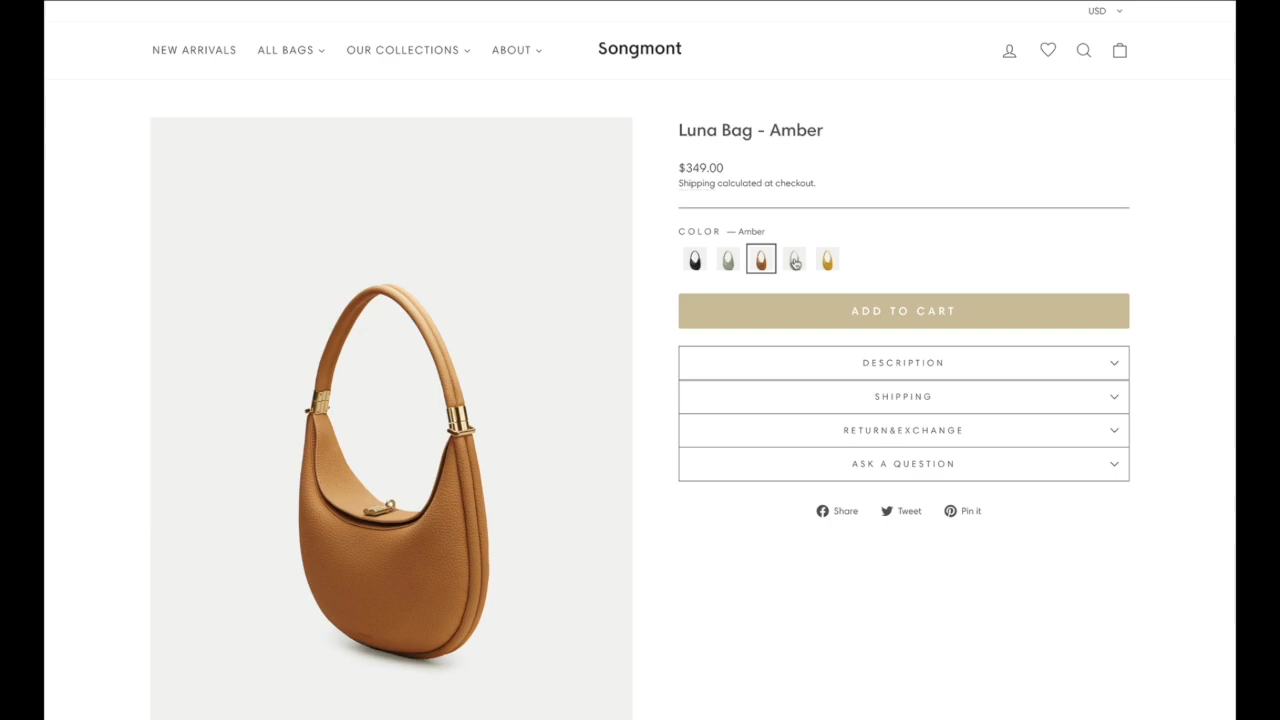 USD
NEW ARRIVALS ALL BAGS OUR COLLECTIONS ABOUT Songmont
Luna Bag - Amber
$349.00
Shipping calculated at checkout.
COLOR — Amber
ADD TO CART
DESCRIPTION
SHIPPING
RETURN&EXCHANGE
ASK A QUESTION
Share Tweet Pin it